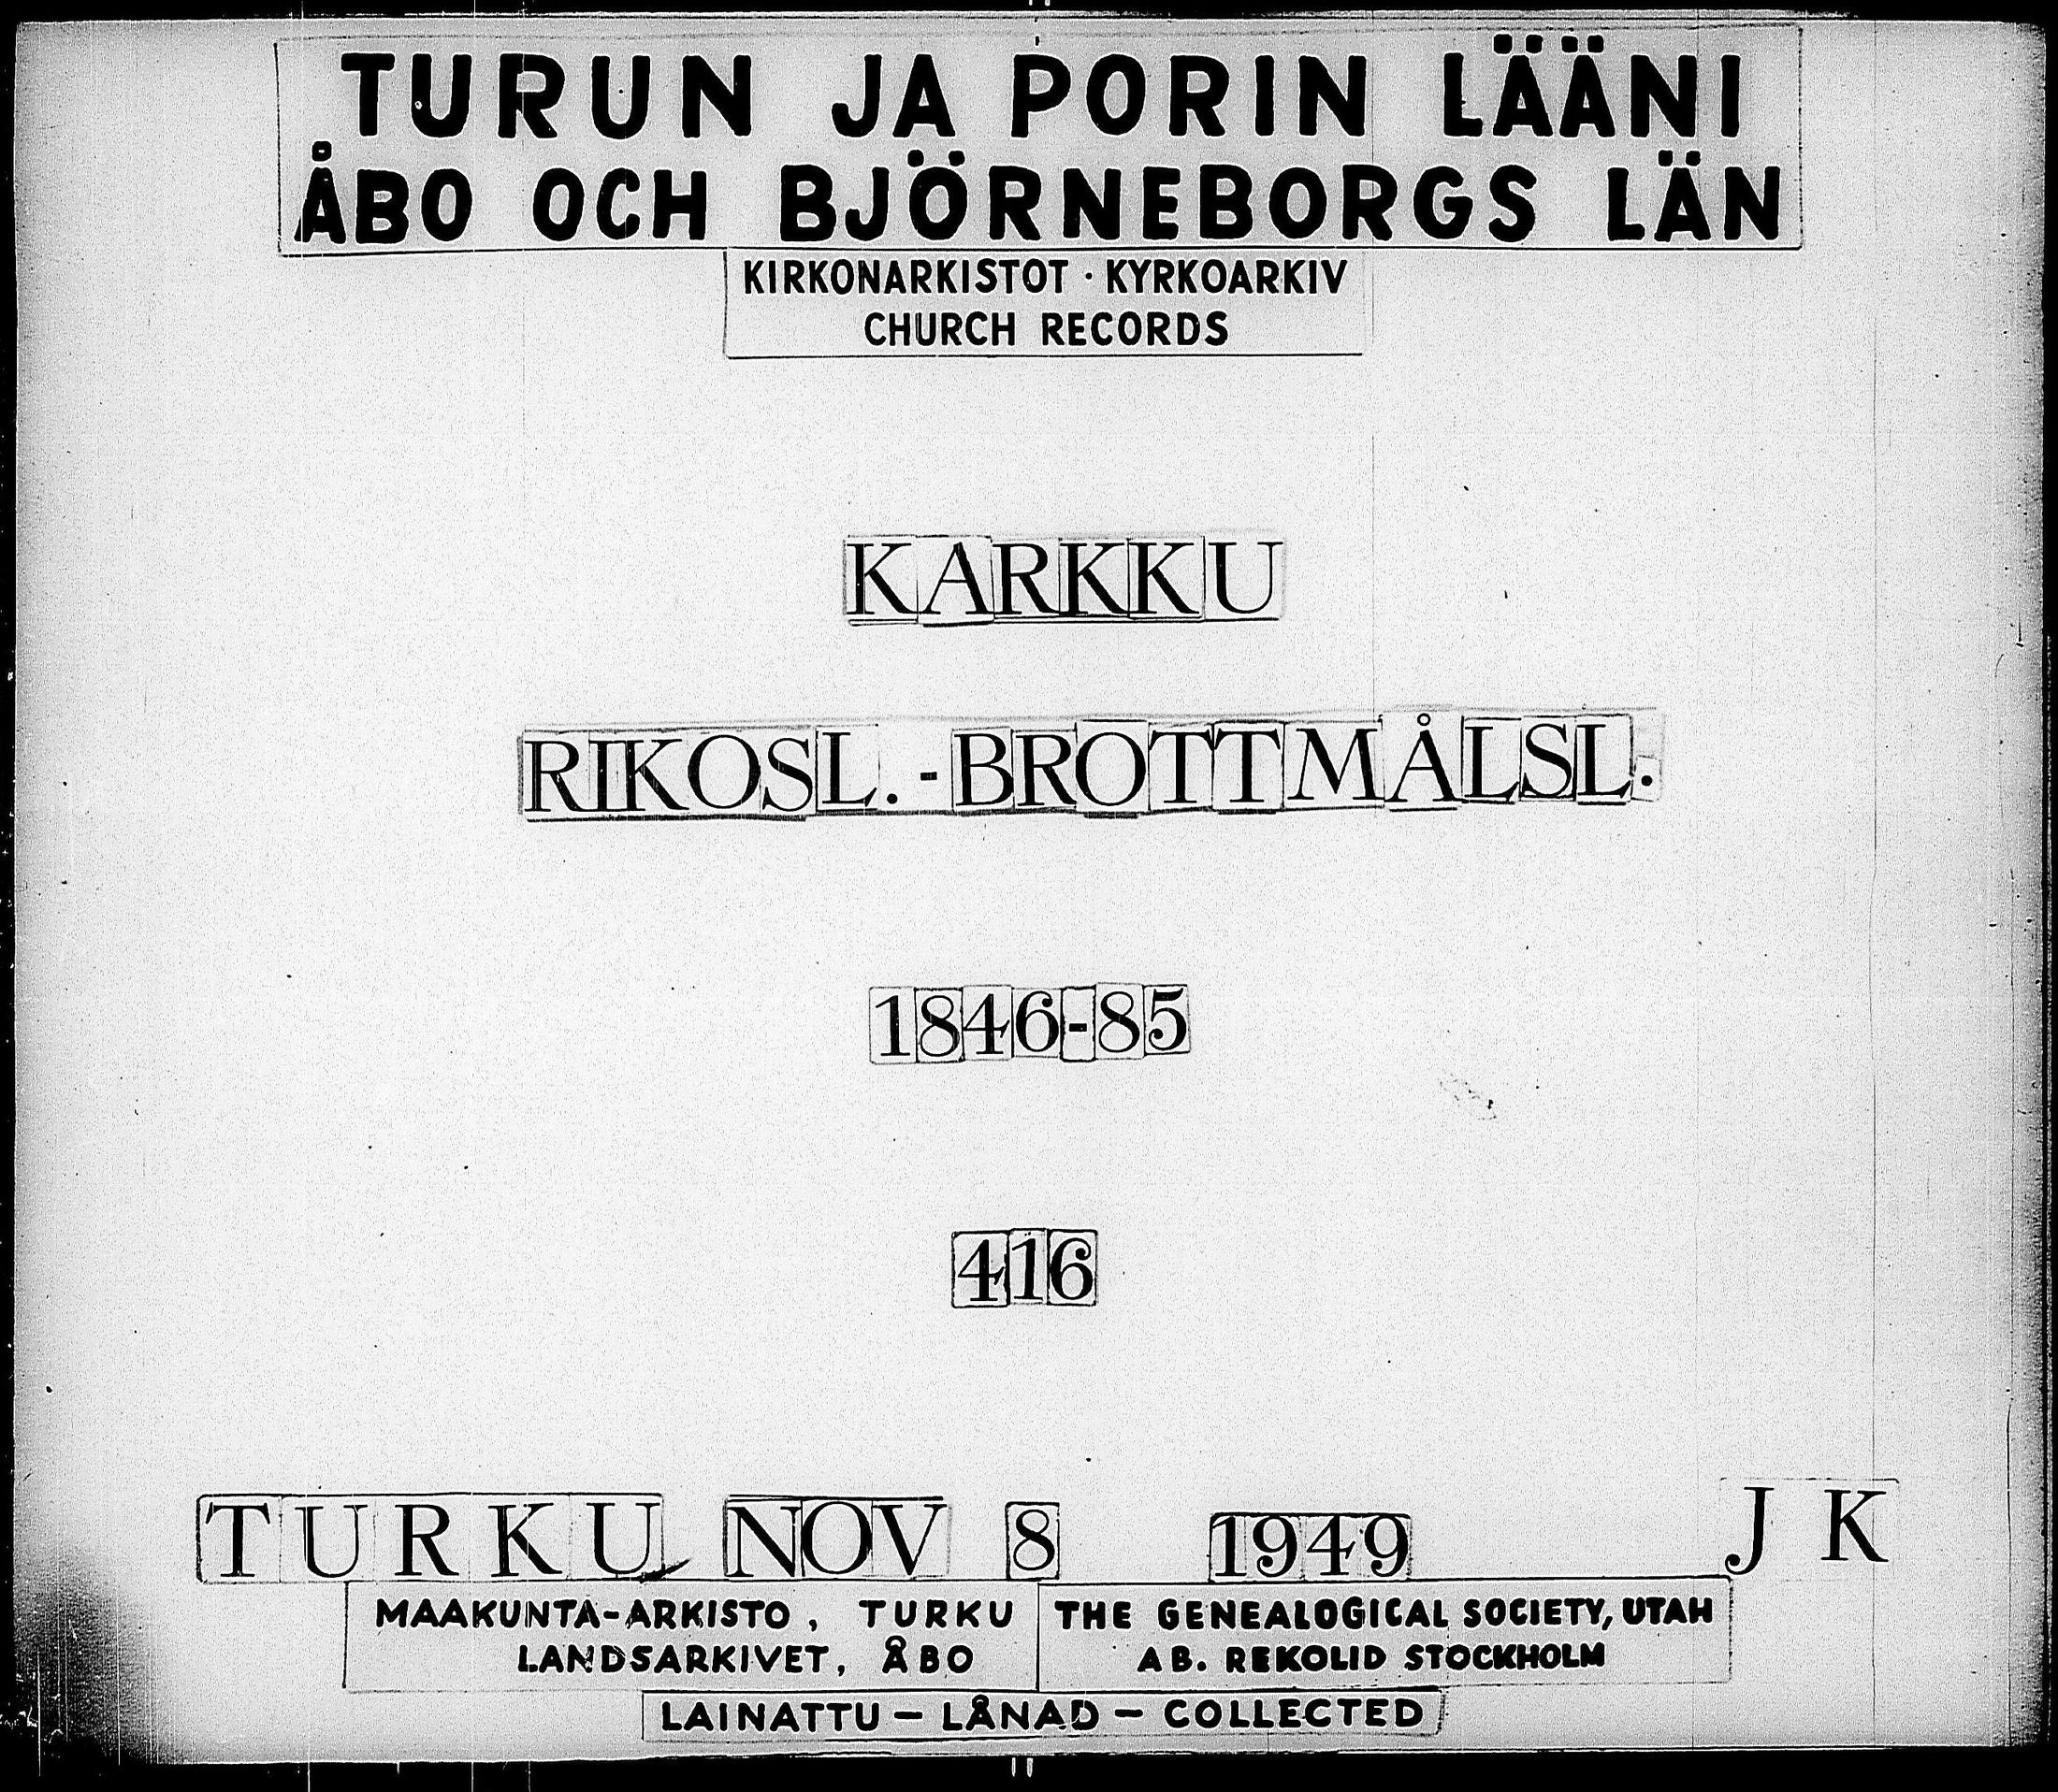 TURUN JA PORIN LÄÄNI
ÅBO OCH BJÖRNEBORGS LÄN
KIRKONARKISTOT · KYRKOARKIV
CHURCH RECORDS
KARKKU
RIKOSL.-BROTTMÅLSL.
1846-85
416
TURKU NOV 8 1949 J K
MAAKUNTA-ARKISTO, TURKU
LANDSARKIVET, ÅBO
THE GENEALOGICAL SOCIETY, UTAH
AB. REKOLID STOCKHOLM
LAINATTU — LÅNAD — COLLECTED